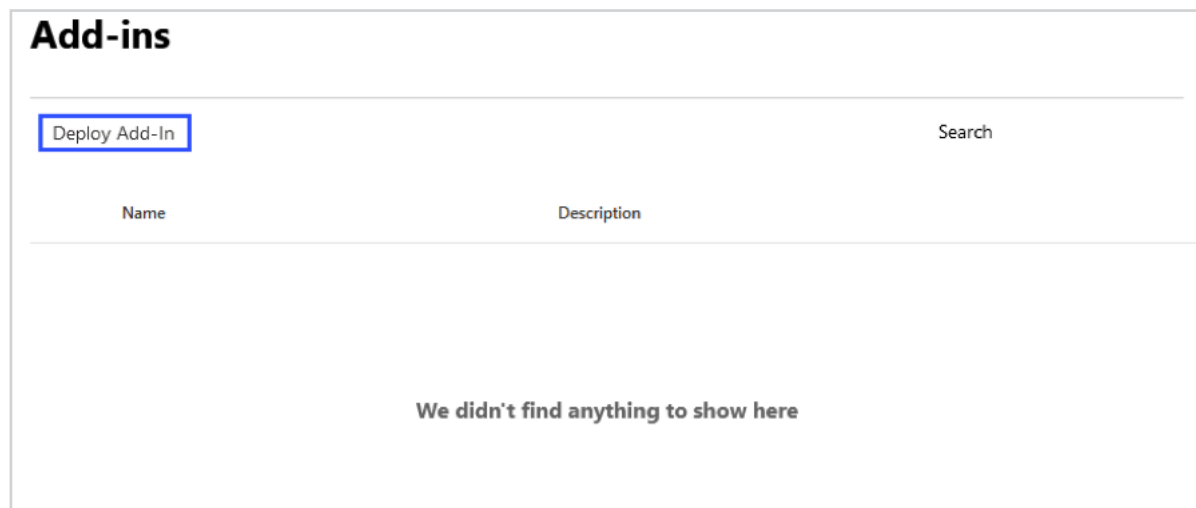 Add-ins
Deploy Add-In
Search
Name
Description
We didn't find anything to show here